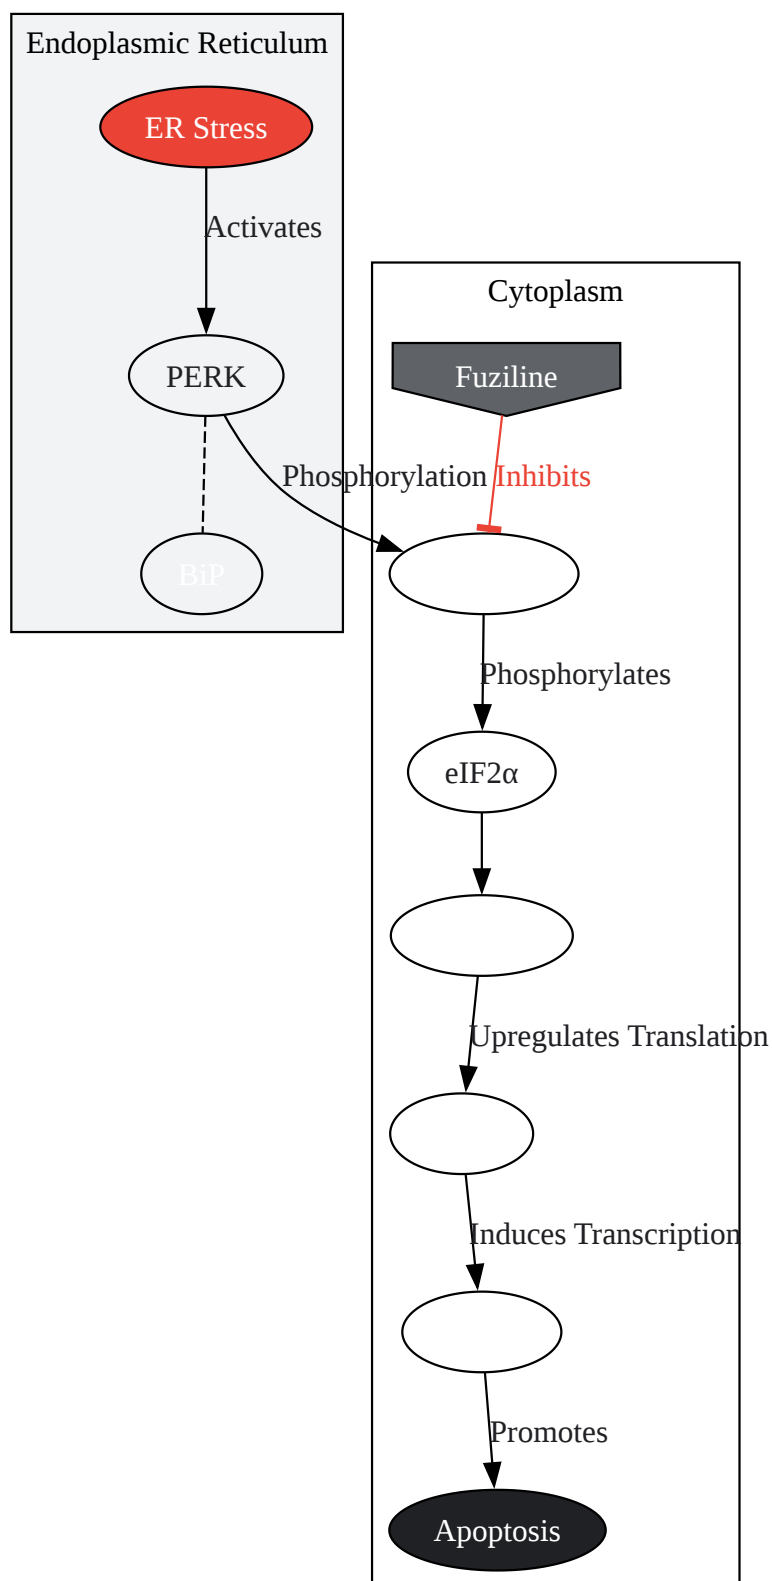 Endoplasmic Reticulum
ER Stress
Activates
Cytoplasm
PERK
Fuziline
Phosphorylation
Inhibits
BiP
Phosphorylates
eIF2α
Upregulates Translation
Induces Transcription
Promotes
Apoptosis